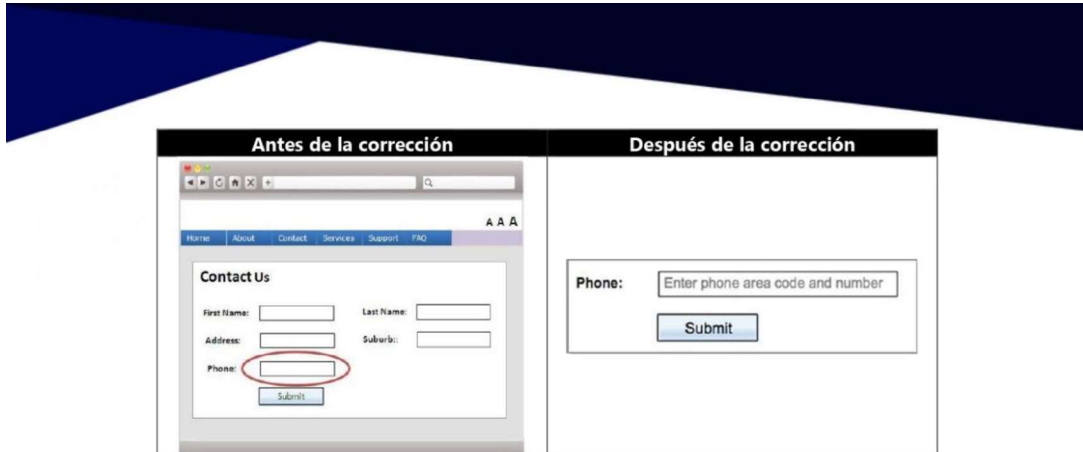 Antes de la corrección
Después de la corrección
A A A
Home About Contact Services Support FAQ
Contact Us
First Name:
Last Name:
Address:
Suburb::
Phone:
Submit
Phone:
Enter phone area code and number
Submit